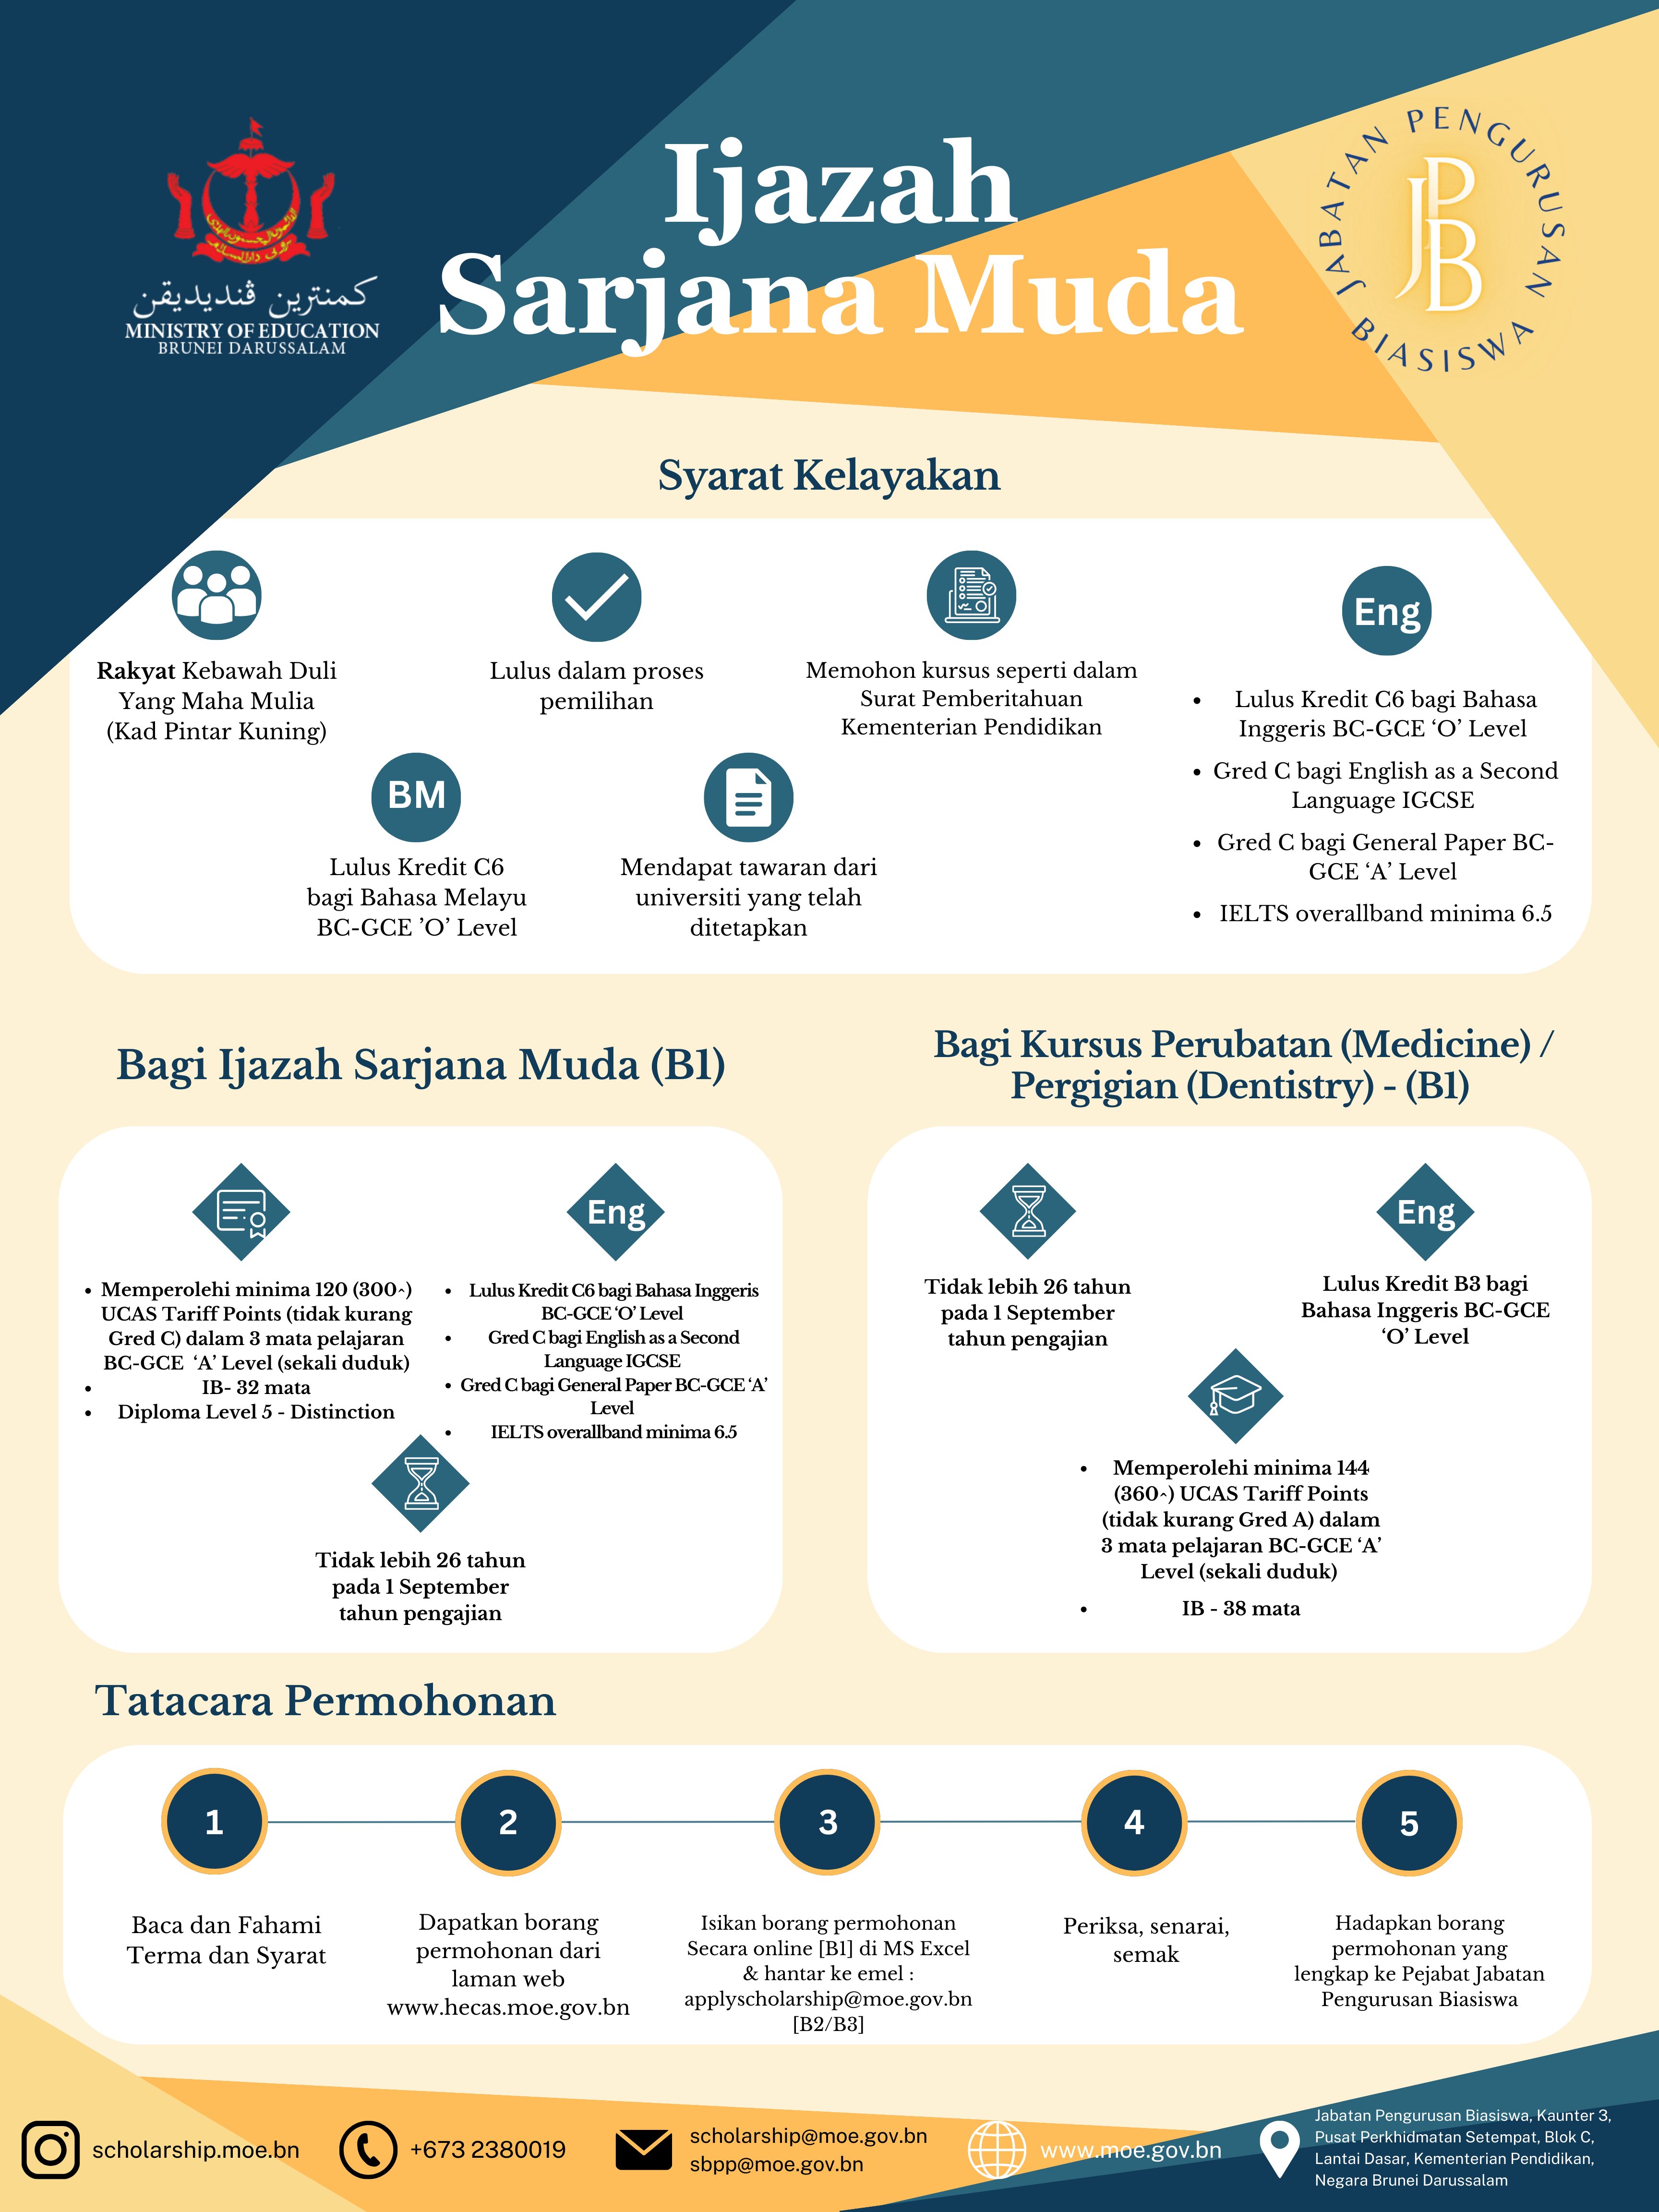 كمنترين ڤنديديقن
MINISTRY OF EDUCATION
BRUNEI DARUSSALAM
Ijazah
Sarjana Muda
JABATAN PENGURUSAN BIASISWA
JPB
Syarat Kelayakan
Rakyat Kebawah Duli
Yang Maha Mulia
(Kad Pintar Kuning)
Lulus dalam proses
pemilihan
Memohon kursus seperti dalam
Surat Pemberitahuan
Kementerian Pendidikan
Eng
• Lulus Kredit C6 bagi Bahasa
Inggeris BC-GCE ‘O’ Level
• Gred C bagi English as a Second
Language IGCSE
• Gred C bagi General Paper BC-
GCE ‘A’ Level
• IELTS overallband minima 6.5
BM
Lulus Kredit C6
bagi Bahasa Melayu
BC-GCE ’O’ Level
Mendapat tawaran dari
universiti yang telah
ditetapkan
Bagi Ijazah Sarjana Muda (B1)
• Memperolehi minima 120 (300^)
UCAS Tariff Points (tidak kurang
Gred C) dalam 3 mata pelajaran
BC-GCE ‘A’ Level (sekali duduk)
• IB- 32 mata
• Diploma Level 5 - Distinction
Eng
• Lulus Kredit C6 bagi Bahasa Inggeris
BC-GCE ‘O’ Level
• Gred C bagi English as a Second
Language IGCSE
• Gred C bagi General Paper BC-GCE ‘A’
Level
• IELTS overallband minima 6.5
Tidak lebih 26 tahun
pada 1 September
tahun pengajian
Bagi Kursus Perubatan (Medicine) /
Pergigian (Dentistry) - (B1)
Tidak lebih 26 tahun
pada 1 September
tahun pengajian
Eng
Lulus Kredit B3 bagi
Bahasa Inggeris BC-GCE
‘O’ Level
• Memperolehi minima 144
(360^) UCAS Tariff Points
(tidak kurang Gred A) dalam
3 mata pelajaran BC-GCE ‘A’
Level (sekali duduk)
• IB - 38 mata
Tatacara Permohonan
1
Baca dan Fahami
Terma dan Syarat
2
Dapatkan borang
permohonan dari
laman web
www.hecas.moe.gov.bn
3
Isikan borang permohonan
Secara online [B1] di MS Excel
& hantar ke emel :
applyscholarship@moe.gov.bn
[B2/B3]
4
Periksa, senarai,
semak
5
Hadapkan borang
permohonan yang
lengkap ke Pejabat Jabatan
Pengurusan Biasiswa
scholarship.moe.bn
+673 2380019
scholarship@moe.gov.bn
sbpp@moe.gov.bn
www.moe.gov.bn
Jabatan Pengurusan Biasiswa, Kaunter 3,
Pusat Perkhidmatan Setempat, Blok C,
Lantai Dasar, Kementerian Pendidikan,
Negara Brunei Darussalam